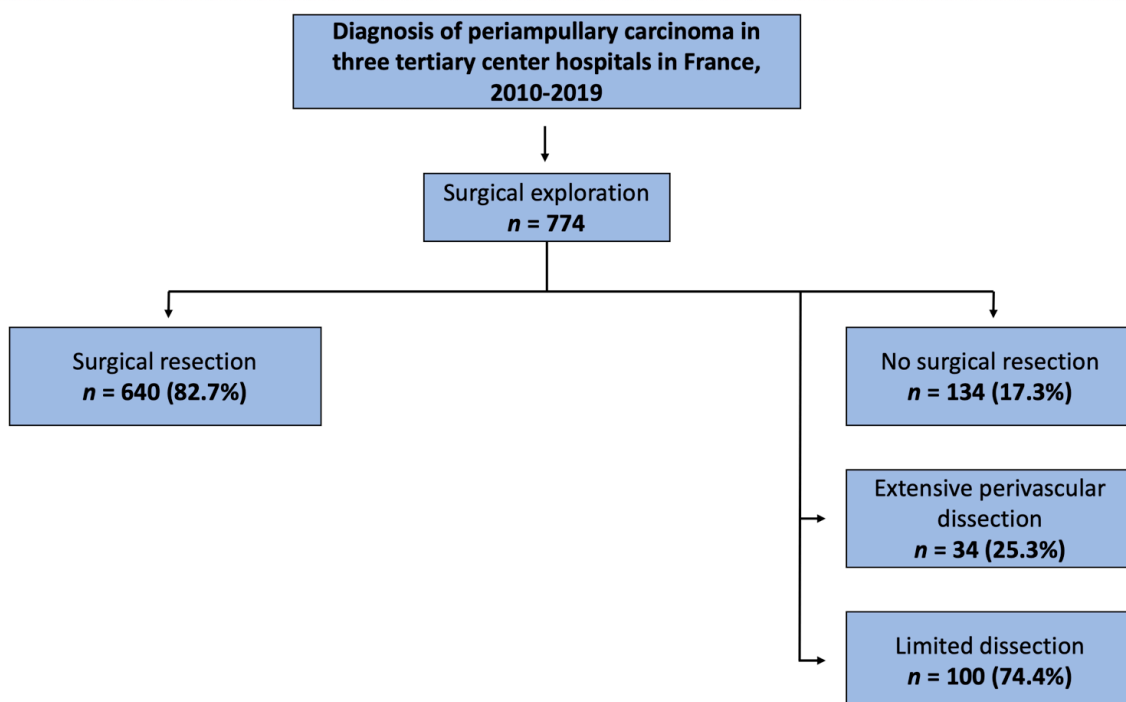 Diagnosis of periampullary carcinoma in
three tertiary center hospitals in France,
2010-2019
Surgical exploration
n = 774
Surgical resection
n = 640 (82.7%)
No surgical resection
n = 134 (17.3%)
Extensive perivascular
dissection
n = 34 (25.3%)
Limited dissection
n = 100 (74.4%)